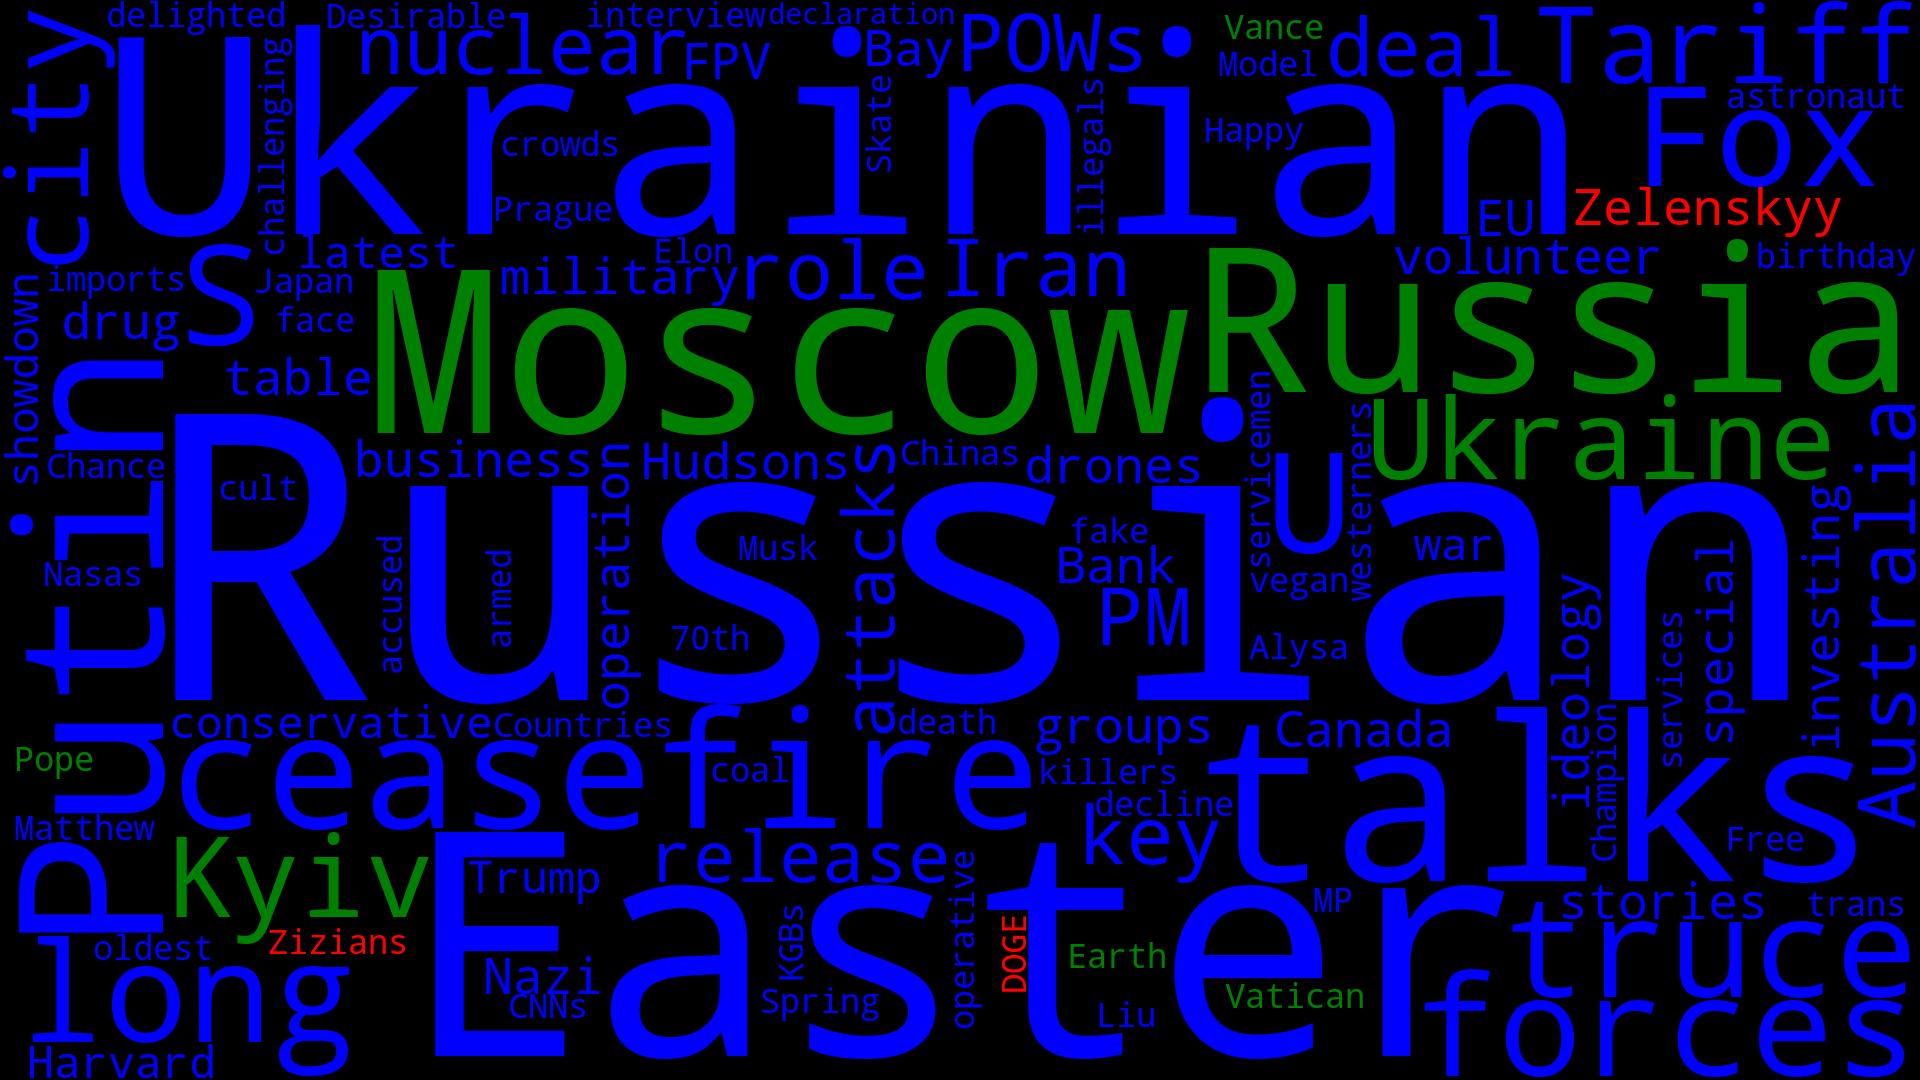 delighted
Desirable
interview
declaration
Vance
city
Ukrainian
nuclear
FPV
Bay
POWs
Model
deal
Tariff
challenging
crowds
Skate
illegals
Happy
Fox
astronaut
Prague
EU
Zelenskyy
latest
Elon
volunteer
birthday
imports
S
Japan
military
role
Iran
Russia
showdown
drug
face
Moscow
table
Ukraine
Putin
Chance
cult
business
operation
Hudsons
attacks
Chinas
drones
servicemen
U
westerners
Australia
Russian
Nasas
accused
armed
Musk
fake
Bank
vegan
war
special
investing
70th
PM
Alysa
ideology
services
conservative
Countries
death
groups
Canada
Pope
ceasefire
coal
killers
talks
Champion
Matthew
decline
key
Free
Kyiv
Trump
release
MP
stories
trans
oldest
Zizians
Easter
KGBs
operative
DOGE
Earth
truce
long
Nazi
CNNs
Spring
Liu
Vatican
forces
Harvard